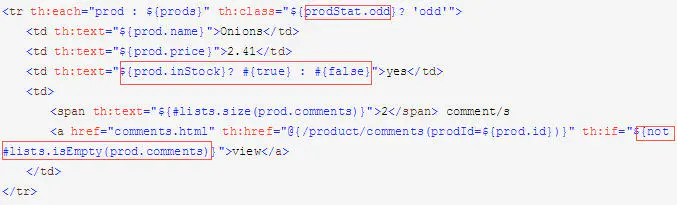 <tr th:each="prod : ${prods}" th:class="${prodStat.odd}? 'odd'">
<td th:text="${prod.name}">Onions</td>
<td th:text="${prod.price}">2.41</td>
<td th:text="${prod.inStock}? #{true} : #{false}">yes</td>
<td>
<span th:text="${#lists.size(prod.comments)}">2</span> comment/s
<a href="comments.html" th:href="@{/product/comments(prodId=${prod.id})}" th:if="${not
#lists.isEmpty(prod.comments)}">view</a>
</td>
</tr>